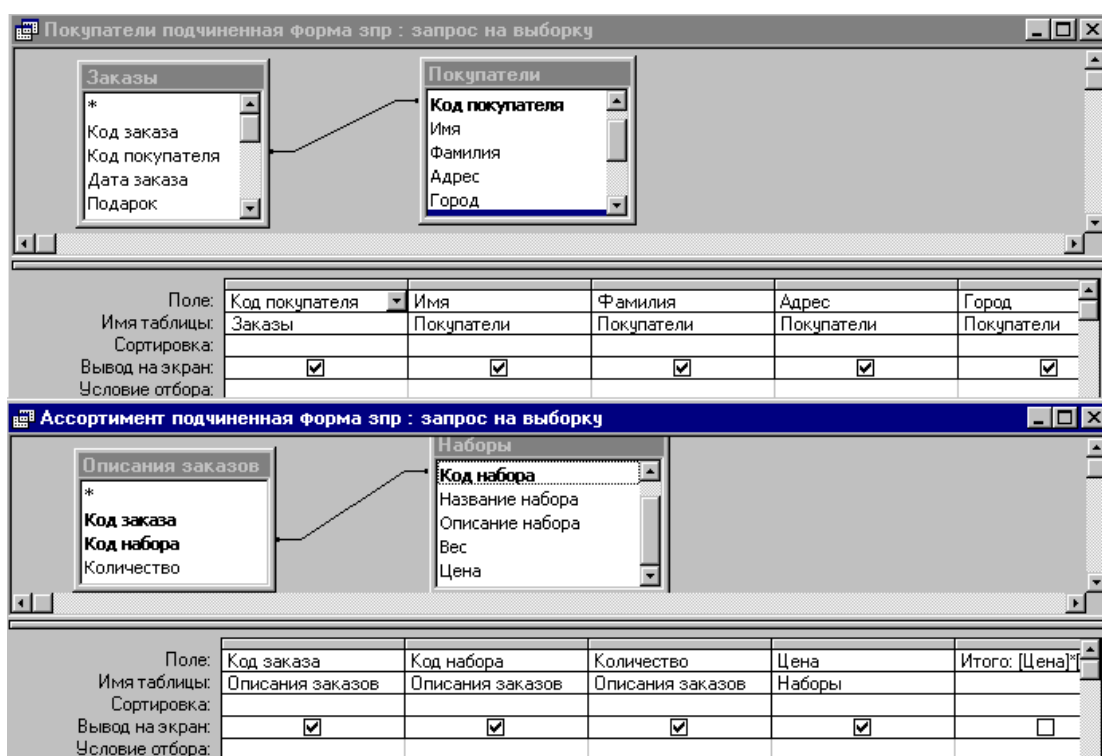 Покупатели подчиненная форма зпр : запрос на выборку
Заказы
*
Код заказа
Код покупателя
Дата заказа
Подарок
Покупатели
Код покупателя
Имя
Фамилия
Адрес
Город
Поле: Код покупателя Имя Фамилия Адрес Город
Имя таблицы: Заказы Покупатели Покупатели Покупатели Покупатели
Сортировка:
Вывод на экран:
Условие отбора:
Ассортимент подчиненная форма зпр : запрос на выборку
Описания заказов
*
Код заказа
Код набора
Количество
Наборы
Код набора
Название набора
Описание набора
Вес
Цена
Поле: Код заказа Код набора Количество Цена Итого: [Цена]*[
Имя таблицы: Описания заказов Описания заказов Описания заказов Наборы
Сортировка:
Вывод на экран:
Условие отбора: